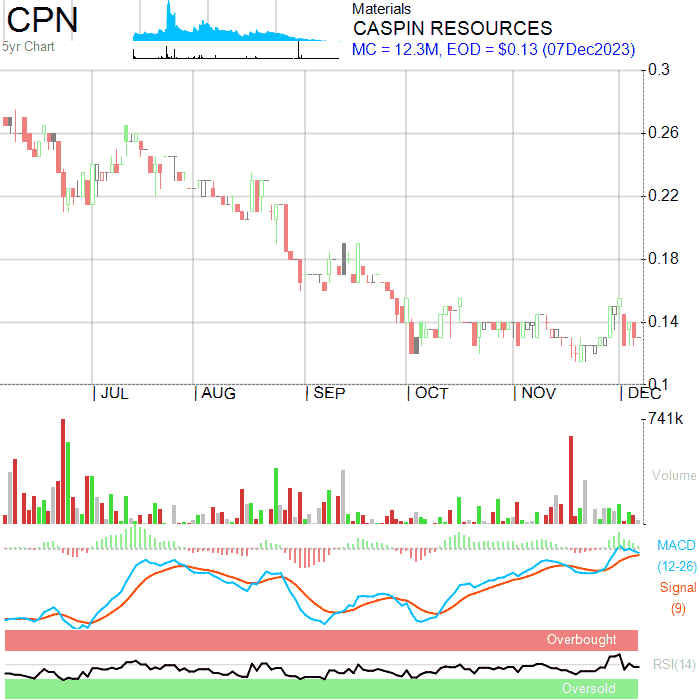 CPN
5yr Chart
Materials
CASPIN RESOURCES
MC = 12.3M, EOD = $0.13 (07Dec2023)
0.3
0.26
0.22
0.18
0.14
0.1
JUL AUG SEP OCT NOV DEC
741k
Volume
MACD
(12-26)
Signal
(9)
Overbought
RSI(14)
Oversold